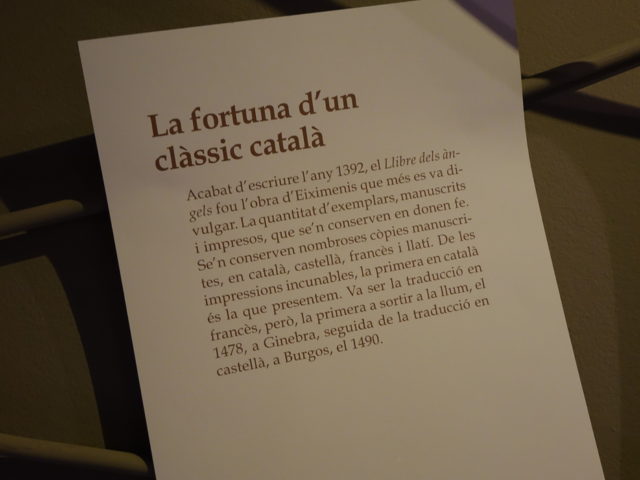 La fortuna d'un
clàssic català
Acabat d'escriure l'any 1392, el Llibre dels àn-
gels fou l'obra d'Eiximenis que més es va di-
vulgar. La quantitat d'exemplars, manuscrits
i impresos, que se'n conserven en donen fe.
Se'n conserven nombroses còpies manuscri-
tes, en català, castellà, francès i llatí. De les
impressions incunables, la primera en català
és la que presentem. Va ser la traducció en
francès, però, la primera a sortir a la llum, el
1478, a Ginebra, seguida de la traducció en
castellà, a Burgos, el 1490.